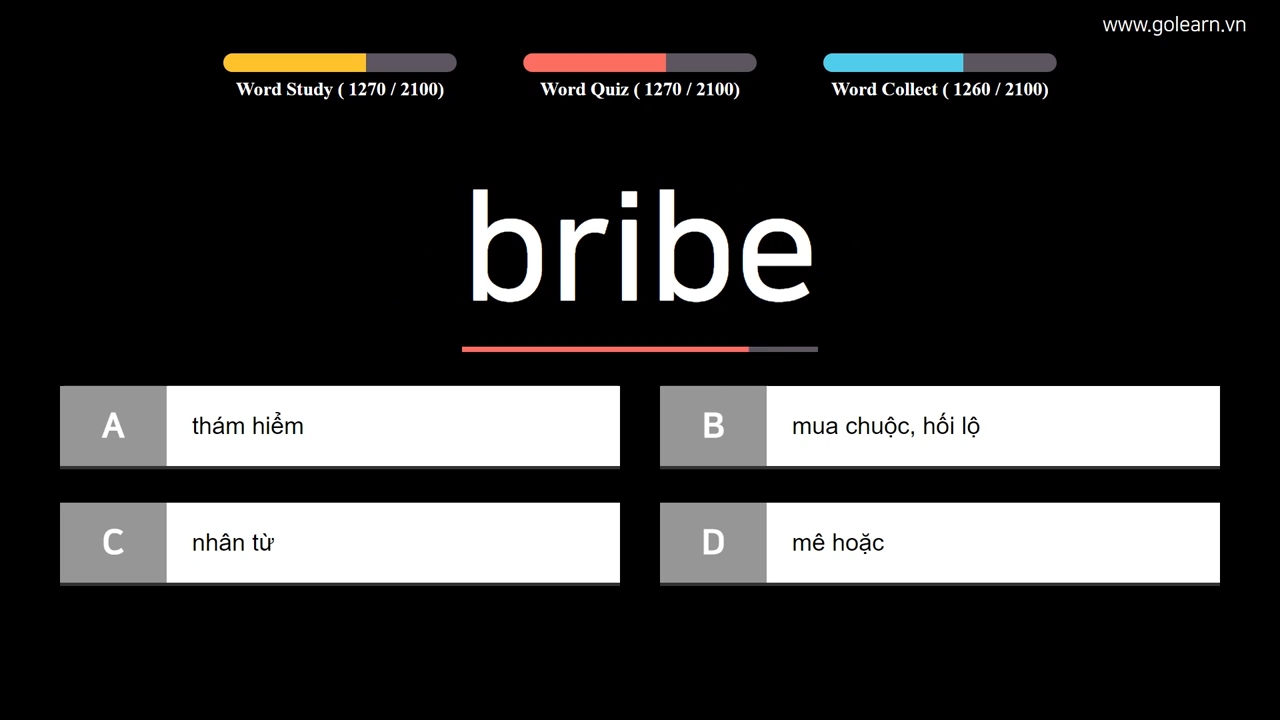 www.golearn.vn
Word Study ( 1270 / 2100)
Word Quiz ( 1270 / 2100)
Word Collect ( 1260 / 2100)
bribe
A thám hiểm
B mua chuộc, hối lộ
C nhân từ
D mê hoặc